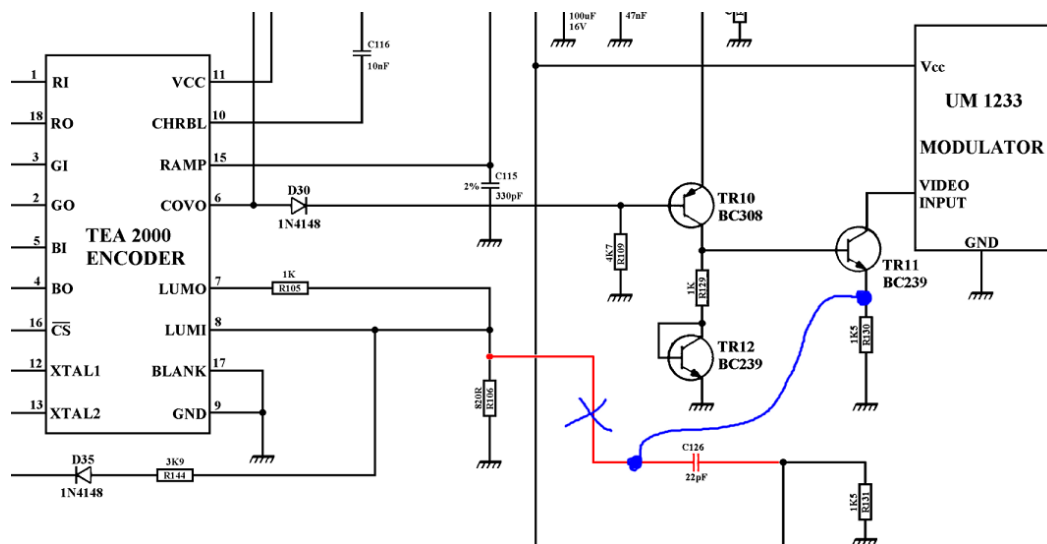 100uF
16V
47nF
C116
10nF
1
RI
VCC
11
18
RO
CHRBL
10
3
GI
RAMP
15
2
GO
COVO
6
5
BI
TEA 2000
ENCODER
4
BO
LUMO
7
16
CS
LUMI
8
12
XTAL1
BLANK
17
13
XTAL2
GND
9
D30
1N4148
2%
C115
330pF
1K
R105
820R
R106
D35
1N4148
3K9
R144
4K7
R109
TR10
BC308
1K
R129
TR12
BC239
TR11
BC239
1K5
R130
C126
22pF
1K5
R131
Vcc
UM 1233
MODULATOR
VIDEO
INPUT
GND